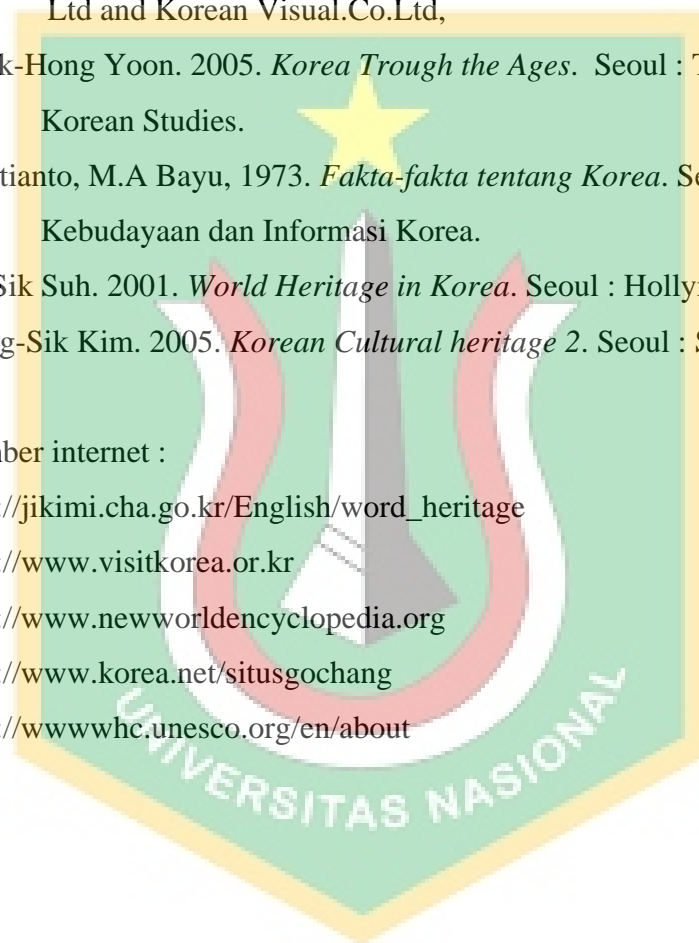 Ltd and Korean Visual.Co.Ltd,
k-Hong Yoon. 2005. Korea Trough the Ages. Seoul : T
Korean Studies.
tianto, M.A Bayu, 1973. Fakta-fakta tentang Korea. Se
Kebudayaan dan Informasi Korea.
Sik Suh. 2001. World Heritage in Korea. Seoul : Holly
g-Sik Kim. 2005. Korean Cultural heritage 2. Seoul : S
ber internet :
://jikimi.cha.go.kr/English/word_heritage
://www.visitkorea.or.kr
://www.newworldencyclopedia.org
://www.korea.net/situsgochang
://wwwwhc.unesco.org/en/about
UNIVERSITAS NASIONAL